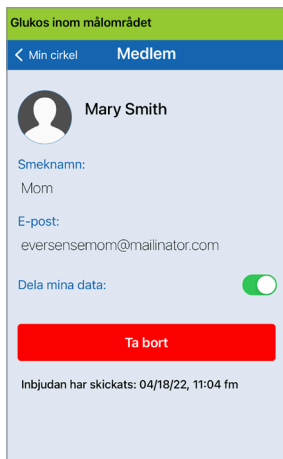 Glukos inom målområdet
Min cirkel Medlem
Mary Smith
Smeknamn:
Mom
E-post:
eversensemom@mailinator.com
Dela mina data:
Ta bort
Inbjudan har skickats: 04/18/22, 11:04 fm